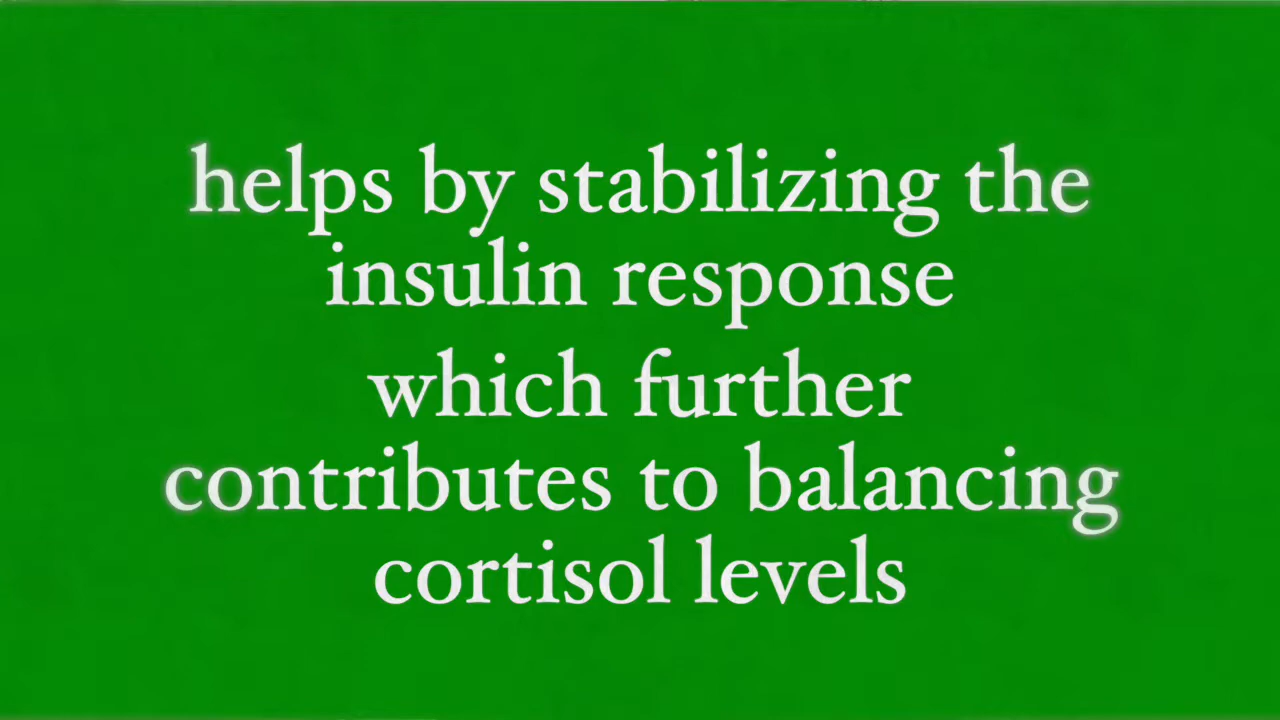 helps by stabilizing the
insulin response
which further
contributes to balancing
cortisol levels